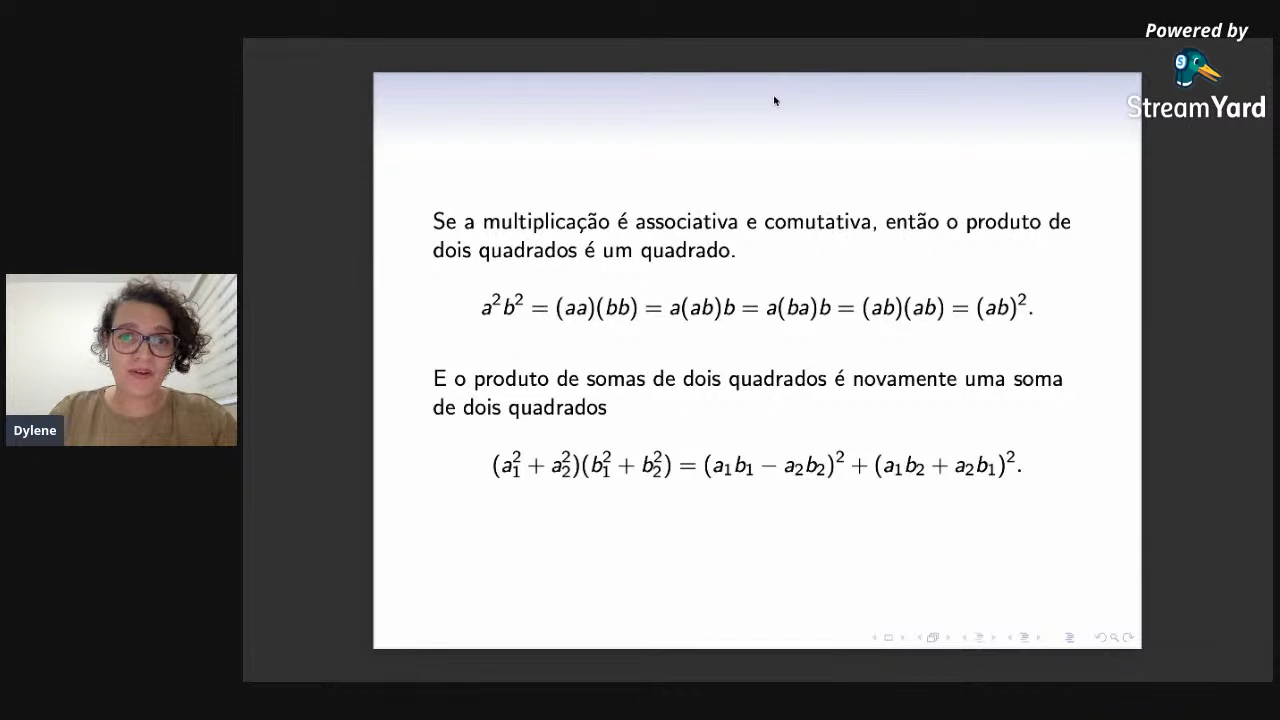 Powered by
StreamYard
Se a multiplicação é associativa e comutativa, então o produto de
dois quadrados é um quadrado.
a²b² = (aa)(bb) = a(ab)b = a(ba)b = (ab)(ab) = (ab)².
E o produto de somas de dois quadrados é novamente uma soma
de dois quadrados
(a₁² + a₂²)(b₁² + b₂²) = (a₁b₁ − a₂b₂)² + (a₁b₂ + a₂b₁)².
Dylene